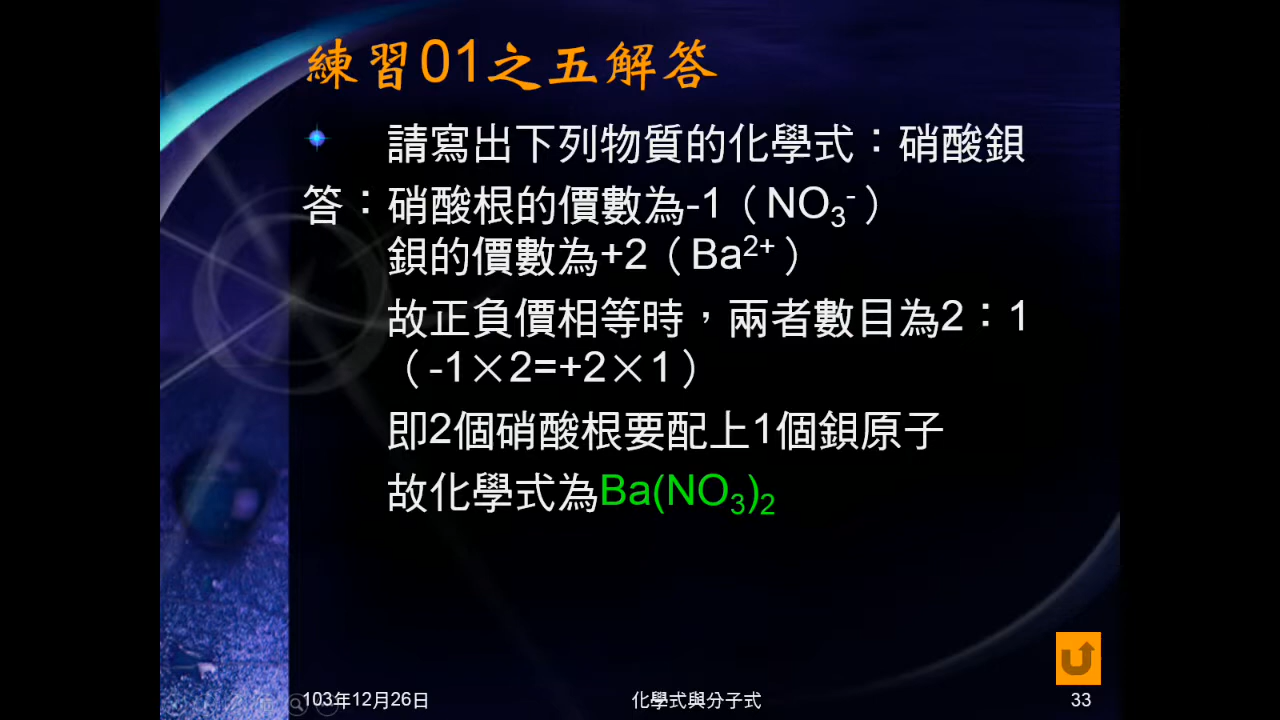 練習01之五解答
請寫出下列物質的化學式：硝酸鋇
答：硝酸根的價數為-1（NO₃⁻）
鋇的價數為+2（Ba²⁺）
故正負價相等時，兩者數目為2：1
（-1×2=+2×1）
即2個硝酸根要配上1個鋇原子
故化學式為Ba(NO₃)₂
103年12月26日
化學式與分子式
33